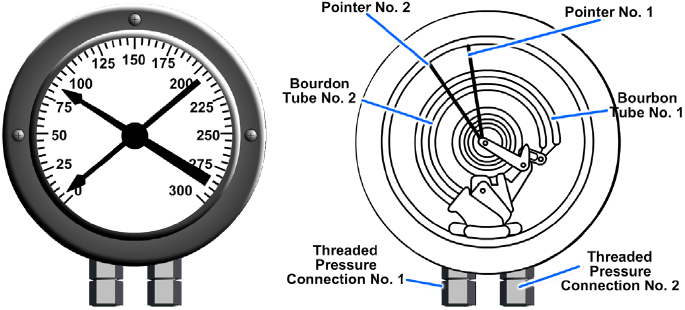 0
25
50
75
100
125
150
175
200
225
250
275
300
Pointer No. 2
Pointer No. 1
Bourdon
Tube No. 2
Bourbon
Tube No. 1
Threaded
Pressure
Connection No. 1
Threaded
Pressure
Connection No. 2